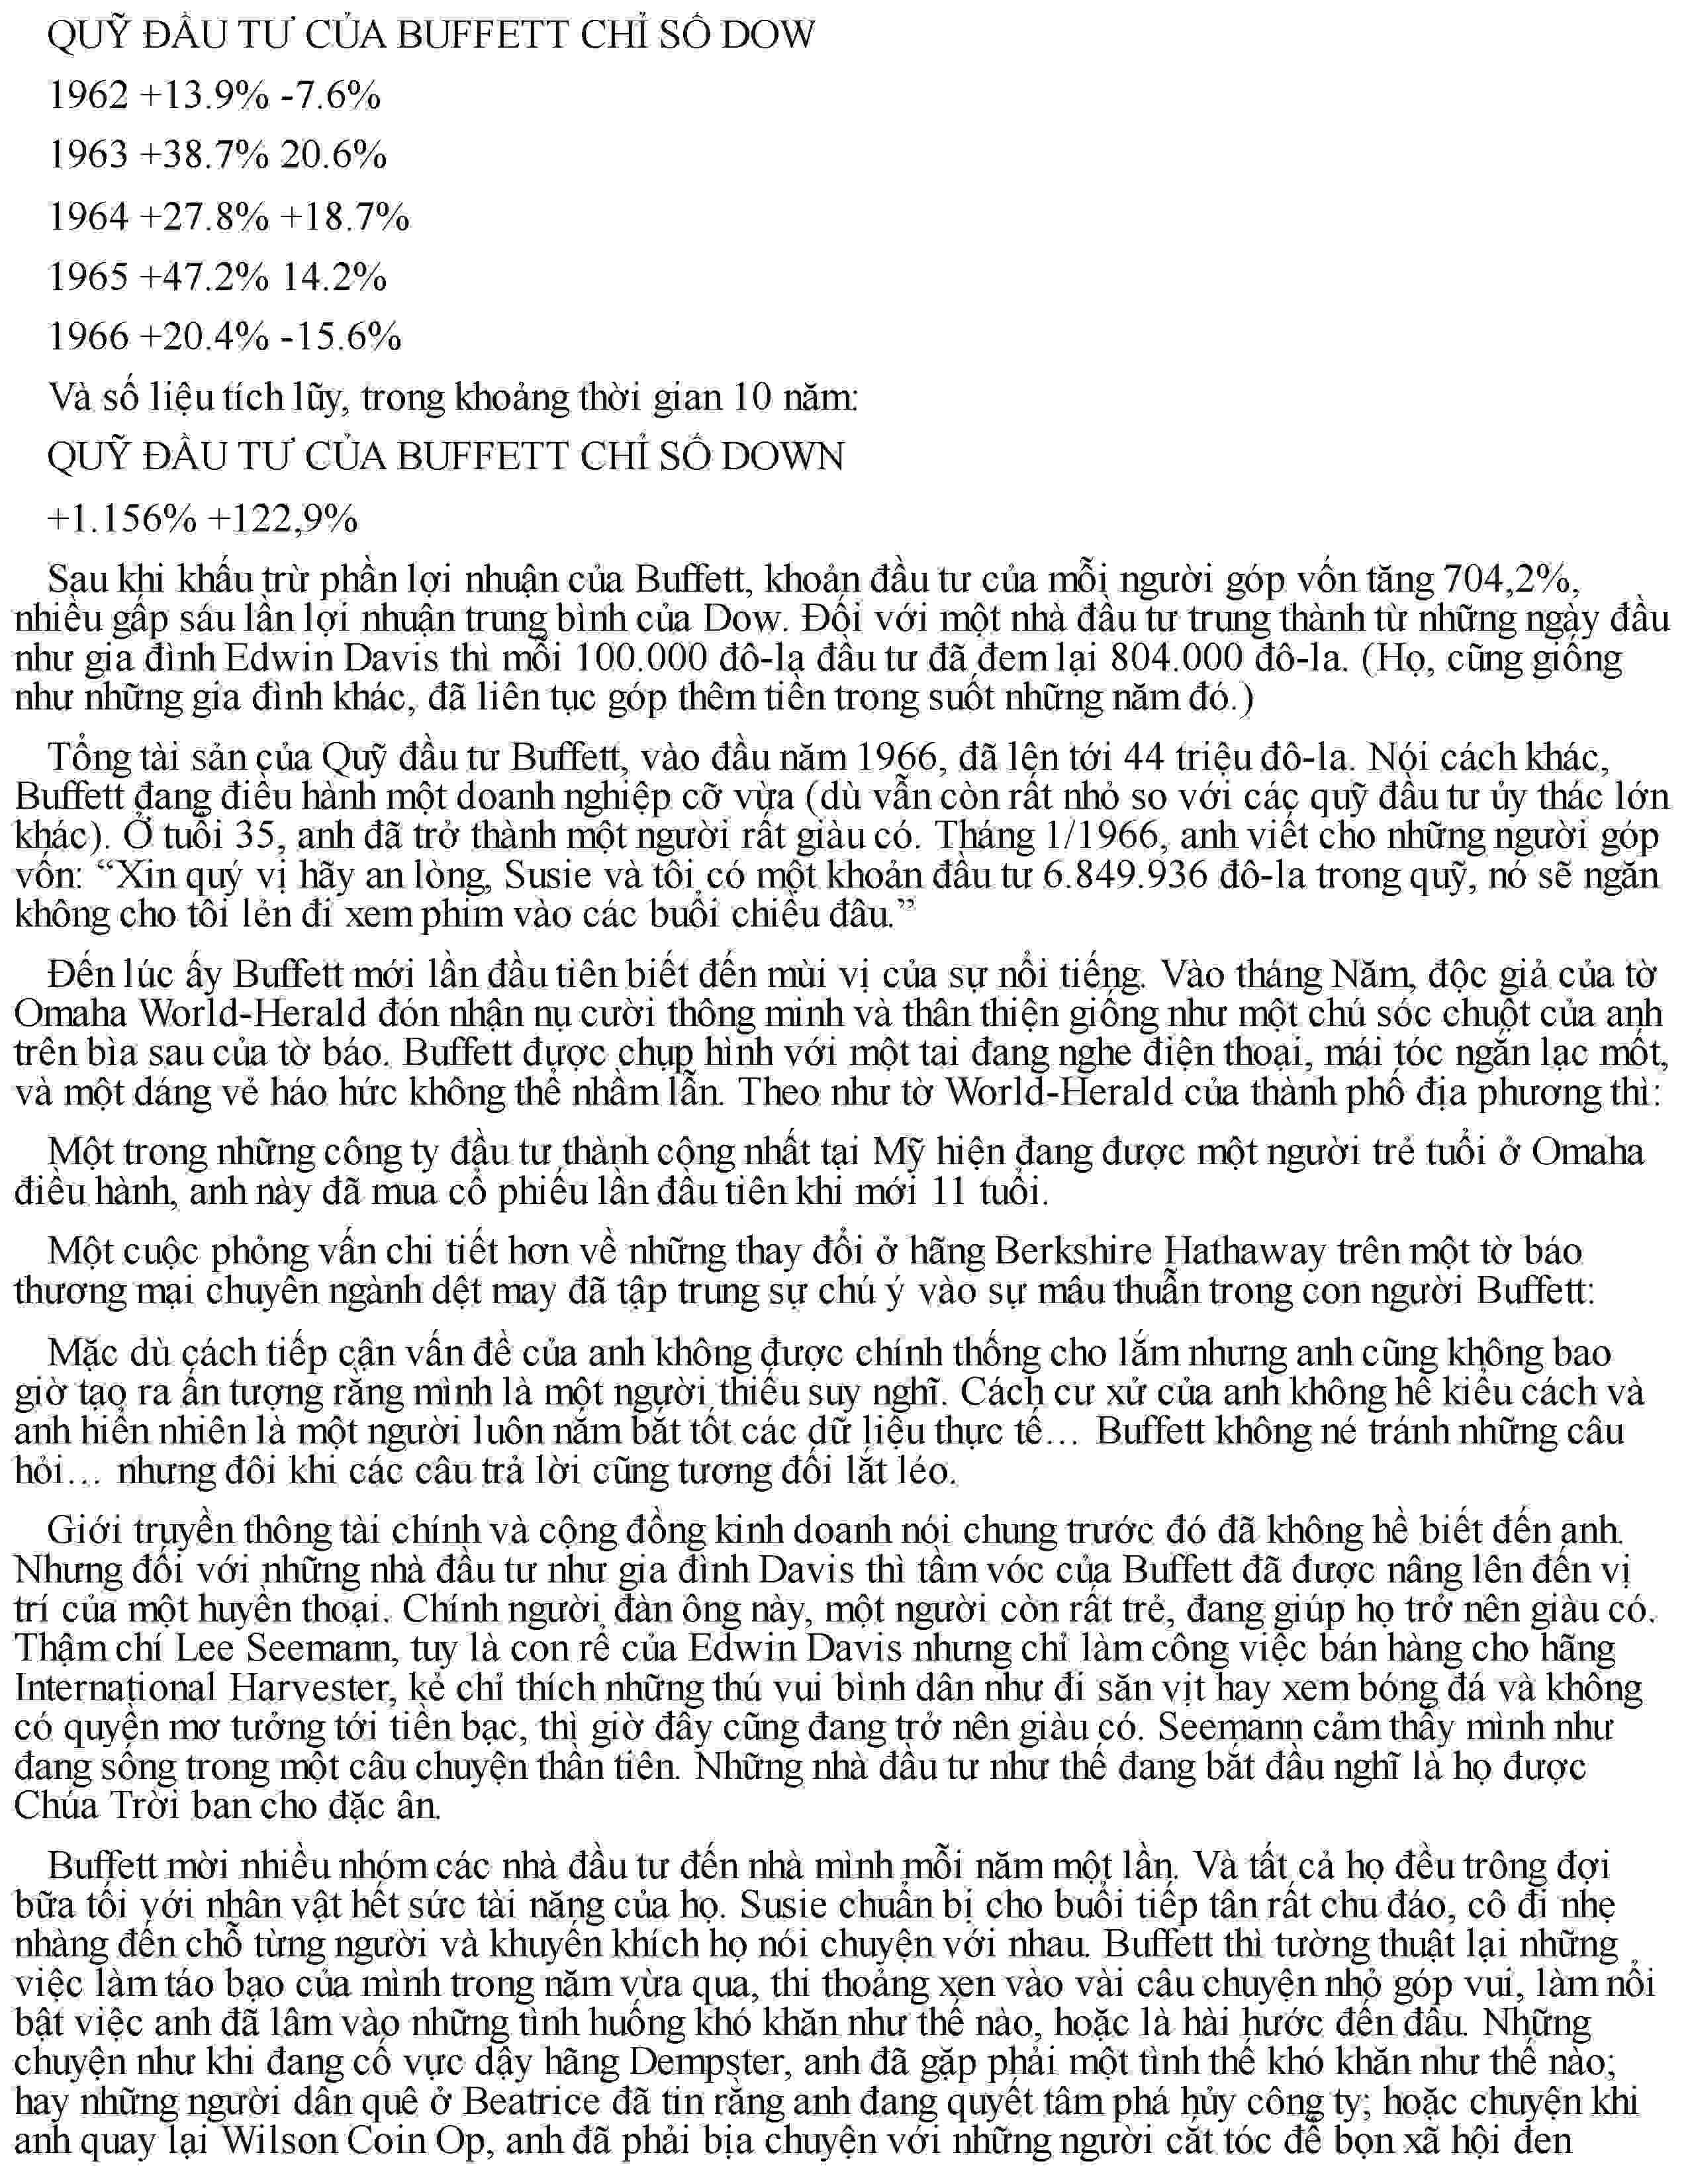 QUỸ ĐẦU TƯ CỦA BUFFETT CHỈ SỐ DOW
1962 +13.9% -7.6%
1963 +38.7% 20.6%
1964 +27.8% +18.7%
1965 +47.2% 14.2%
1966 +20.4% -15.6%
Và số liệu tích lũy, trong khoảng thời gian 10 năm:
QUỸ ĐẦU TƯ CỦA BUFFETT CHỈ SỐ DOWN
+1.156% +122,9%
Sau khi khấu trừ phần lợi nhuận của Buffett, khoản đầu tư của mỗi người góp vốn tăng 704,2%,
nhiều gấp sáu lần lợi nhuận trung bình của Dow. Đối với một nhà đầu tư trung thành từ những ngày đầu
như gia đình Edwin Davis thì mỗi 100.000 đô-la đầu tư đã đem lại 804.000 đô-la. (Họ, cũng giống
như những gia đình khác, đã liên tục góp thêm tiền trong suốt những năm đó.)
Tổng tài sản của Quỹ đầu tư Buffett, vào đầu năm 1966, đã lên tới 44 triệu đô-la. Nói cách khác,
Buffett đang điều hành một doanh nghiệp cỡ vừa (dù vẫn còn rất nhỏ so với các quỹ đầu tư ủy thác lớn
khác). Ở tuổi 35, anh đã trở thành một người rất giàu có. Tháng 1/1966, anh viết cho những người góp
vốn: “Xin quý vị hãy an lòng, Susie và tôi có một khoản đầu tư 6.849.936 đô-la trong quỹ, nó sẽ ngăn
không cho tôi lẻn đi xem phim vào các buổi chiều đâu.”
Đến lúc ấy Buffett mới lần đầu tiên biết đến mùi vị của sự nổi tiếng. Vào tháng Năm, độc giả của tờ
Omaha World-Herald đón nhận nụ cười thông minh và thân thiện giống như một chú sóc chuột của anh
trên bìa sau của tờ báo. Buffett được chụp hình với một tai đang nghe điện thoại, mái tóc ngắn lạc mốt,
và một dáng vẻ háo hức không thể nhầm lẫn. Theo như tờ World-Herald của thành phố địa phương thì:
Một trong những công ty đầu tư thành công nhất tại Mỹ hiện đang được một người trẻ tuổi ở Omaha
điều hành, anh này đã mua cổ phiếu lần đầu tiên khi mới 11 tuổi.
Một cuộc phỏng vấn chi tiết hơn về những thay đổi ở hãng Berkshire Hathaway trên một tờ báo
thương mại chuyên ngành dệt may đã tập trung sự chú ý vào sự mâu thuẫn trong con người Buffett:
Mặc dù cách tiếp cận vấn đề của anh không được chính thống cho lắm nhưng anh cũng không bao
giờ tạo ra ấn tượng rằng mình là một người thiếu suy nghĩ. Cách cư xử của anh không hề kiểu cách và
anh hiển nhiên là một người luôn nắm bắt tốt các dữ liệu thực tế… Buffett không né tránh những câu
hỏi… nhưng đôi khi các câu trả lời cũng tương đối lắt léo.
Giới truyền thông tài chính và cộng đồng kinh doanh nói chung trước đó đã không hề biết đến anh.
Nhưng đối với những nhà đầu tư như gia đình Davis thì tầm vóc của Buffett đã được nâng lên đến vị
trí của một huyền thoại. Chính người đàn ông này, một người còn rất trẻ, đang giúp họ trở nên giàu có.
Thậm chí Lee Seemann, tuy là con rể của Edwin Davis nhưng chỉ làm công việc bán hàng cho hãng
International Harvester, kẻ chỉ thích những thú vui bình dân như đi săn vịt hay xem bóng đá và không
có quyền mơ tưởng tới tiền bạc, thì giờ đây cũng đang trở nên giàu có. Seemann cảm thấy mình như
đang sống trong một câu chuyện thần tiên. Những nhà đầu tư như thế đang bắt đầu nghĩ là họ được
Chúa Trời ban cho đặc ân.
Buffett mời nhiều nhóm các nhà đầu tư đến nhà mình mỗi năm một lần. Và tất cả họ đều trông đợi
bữa tối với nhân vật hết sức tài năng của họ. Susie chuẩn bị cho buổi tiếp tân rất chu đáo, cô đi nhẹ
nhàng đến chỗ từng người và khuyến khích họ nói chuyện với nhau. Buffett thì tường thuật lại những
việc làm táo bạo của mình trong năm vừa qua, thi thoảng xen vào vài câu chuyện nhỏ góp vui, làm nổi
bật việc anh đã lâm vào những tình huống khó khăn như thế nào, hoặc là hài hước đến đâu. Những
chuyện như khi đang cố vực dậy hãng Dempster, anh đã gặp phải một tình thế khó khăn như thế nào;
hay những người dân quê ở Beatrice đã tin rằng anh đang quyết tâm phá hủy công ty; hoặc chuyện khi
anh quay lại Wilson Coin Op, anh đã phải bịa chuyện với những người cắt tóc để bọn xã hội đen